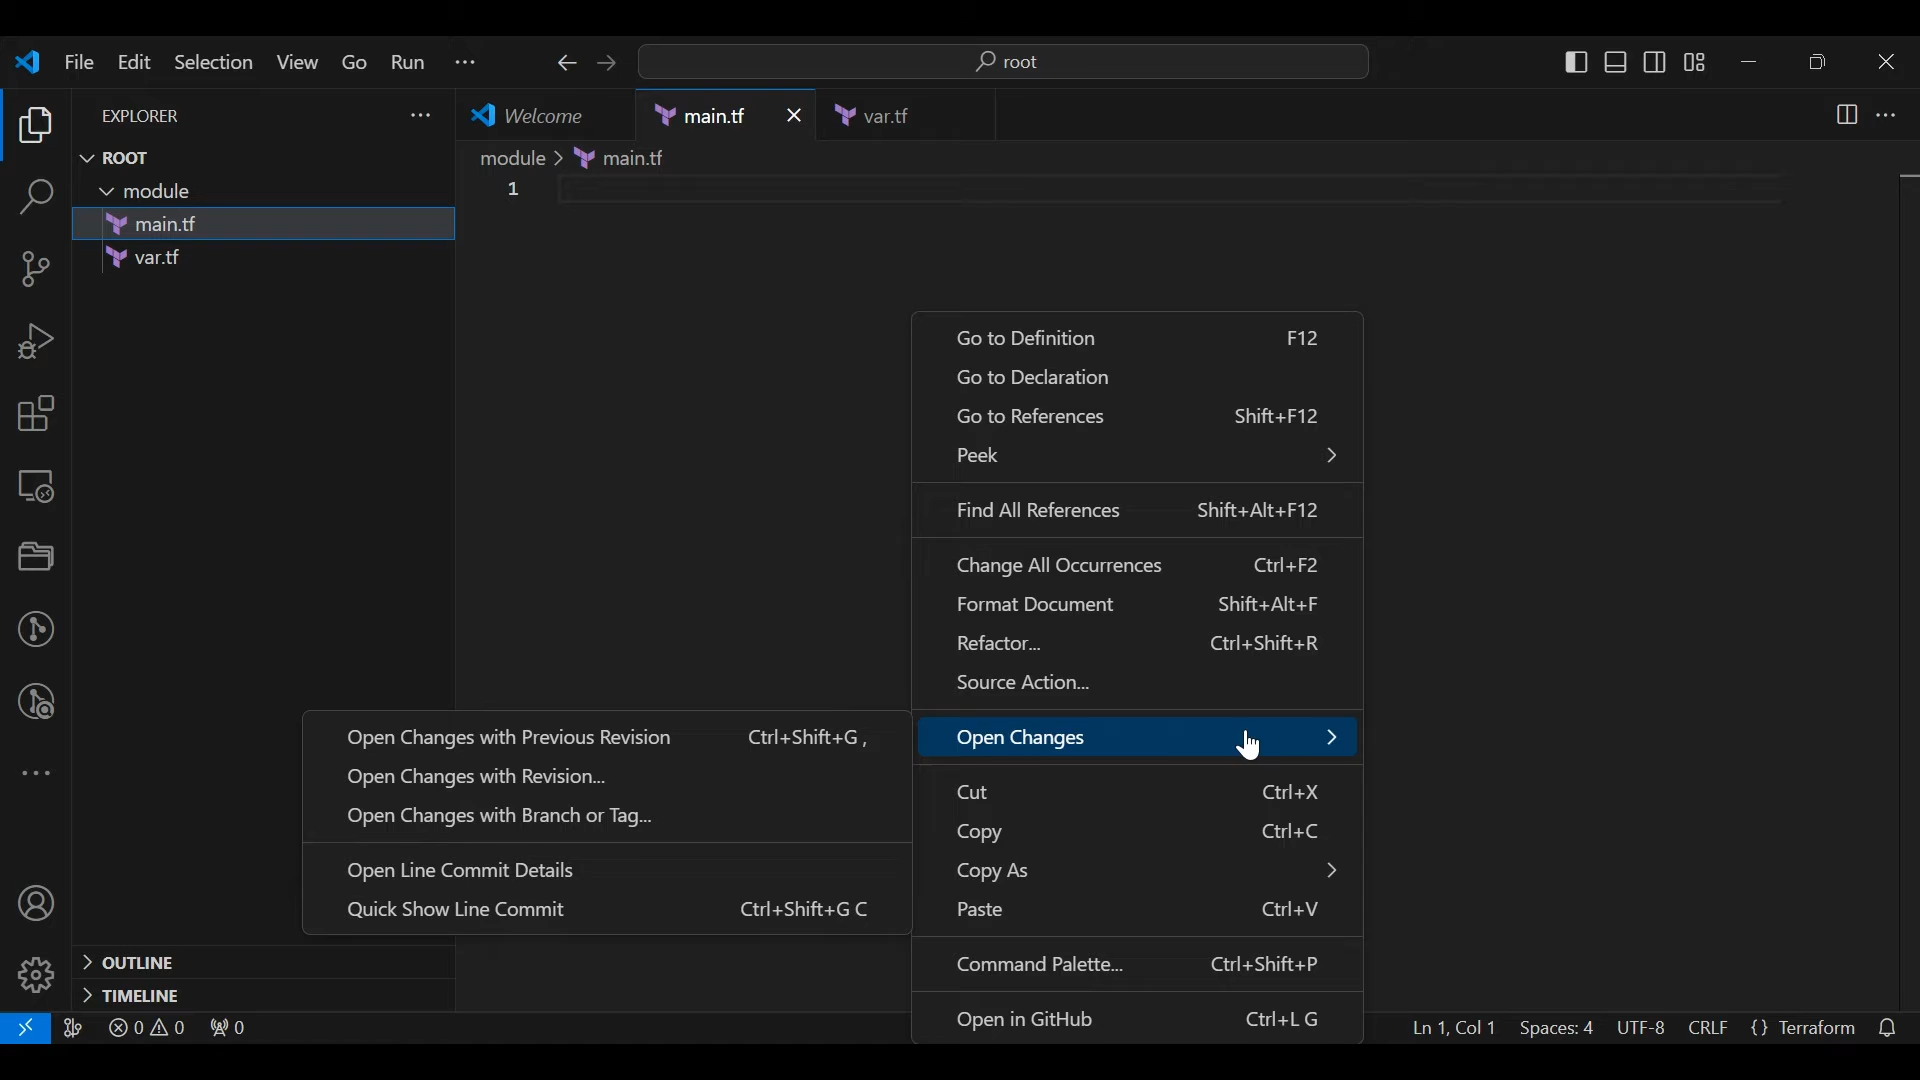 File Edit Selection View Go Run
root
EXPLORER
Welcome
main.tf
var.tf
ROOT
module
main.tf
var.tf
module > main.tf
1
Go to Definition F12
Go to Declaration
Go to References Shift+F12
Peek
Find All References Shift+Alt+F12
Change All Occurrences Ctrl+F2
Format Document Shift+Alt+F
Refactor... Ctrl+Shift+R
Source Action...
Open Changes
Cut Ctrl+X
Copy Ctrl+C
Copy As
Paste Ctrl+V
Command Palette... Ctrl+Shift+P
Open in GitHub Ctrl+L G
Open Changes with Previous Revision Ctrl+Shift+G ,
Open Changes with Revision...
Open Changes with Branch or Tag...
Open Line Commit Details
Quick Show Line Commit Ctrl+Shift+G C
OUTLINE
TIMELINE
0 0 0
Ln 1, Col 1 Spaces: 4 UTF-8 CRLF {} Terraform